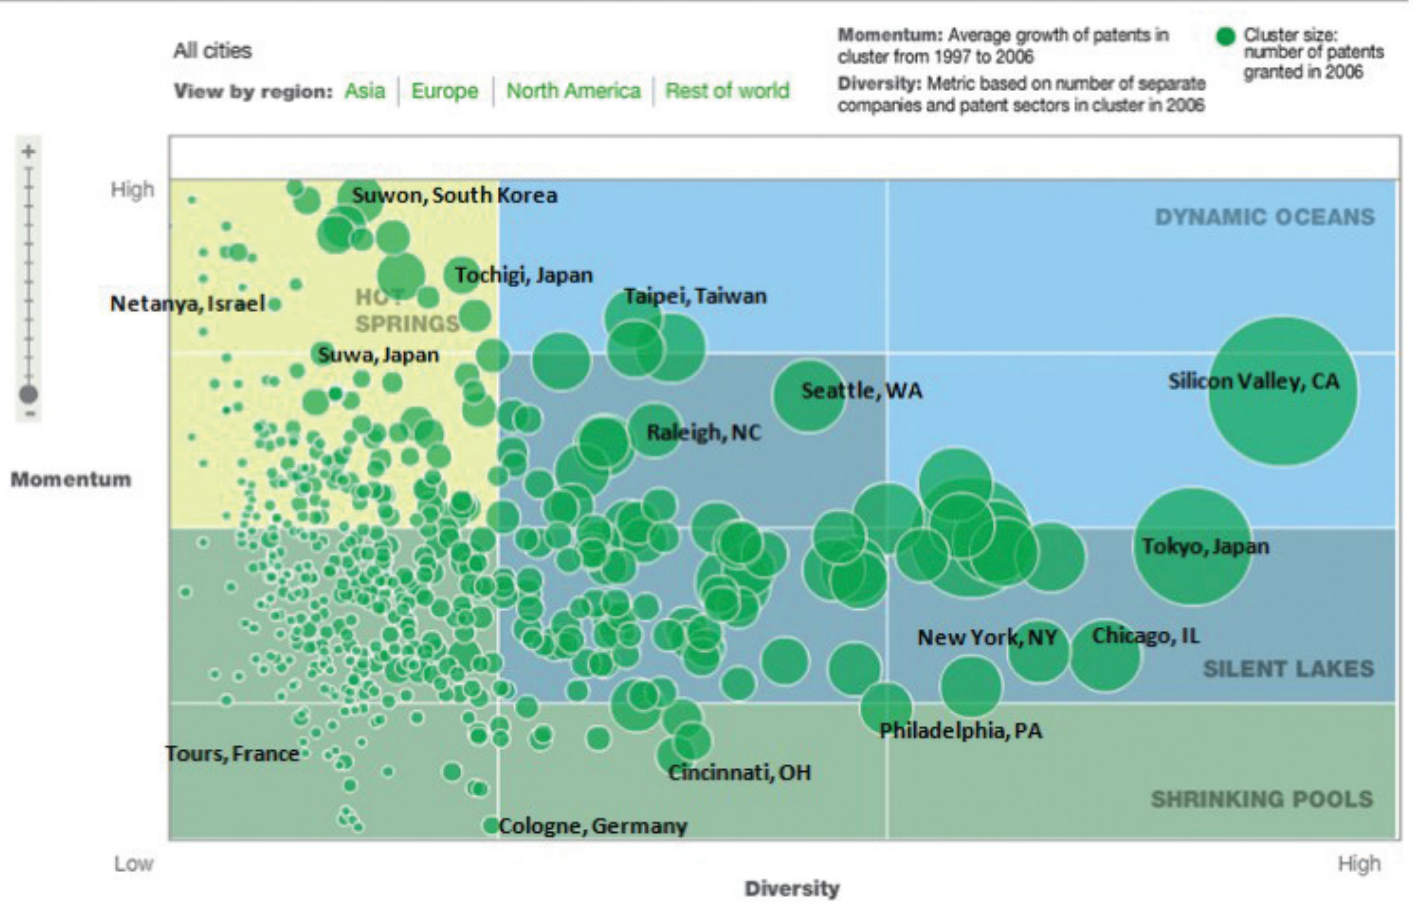 All cities
View by region: Asia | Europe | North America | Rest of world
Momentum: Average growth of patents in
cluster from 1997 to 2006
Diversity: Metric based on number of separate
companies and patent sectors in cluster in 2006
Cluster size:
number of patents
granted in 2006
+
-
High
Momentum
Low
Suwon, South Korea
DYNAMIC OCEANS
Tochigi, Japan
Netanya, Israel
HOT
SPRINGS
Taipei, Taiwan
Suwa, Japan
Seattle, WA
Silicon Valley, CA
Raleigh, NC
Tokyo, Japan
New York, NY
Chicago, IL
SILENT LAKES
Philadelphia, PA
Tours, France
Cincinnati, OH
SHRINKING POOLS
Cologne, Germany
High
Diversity